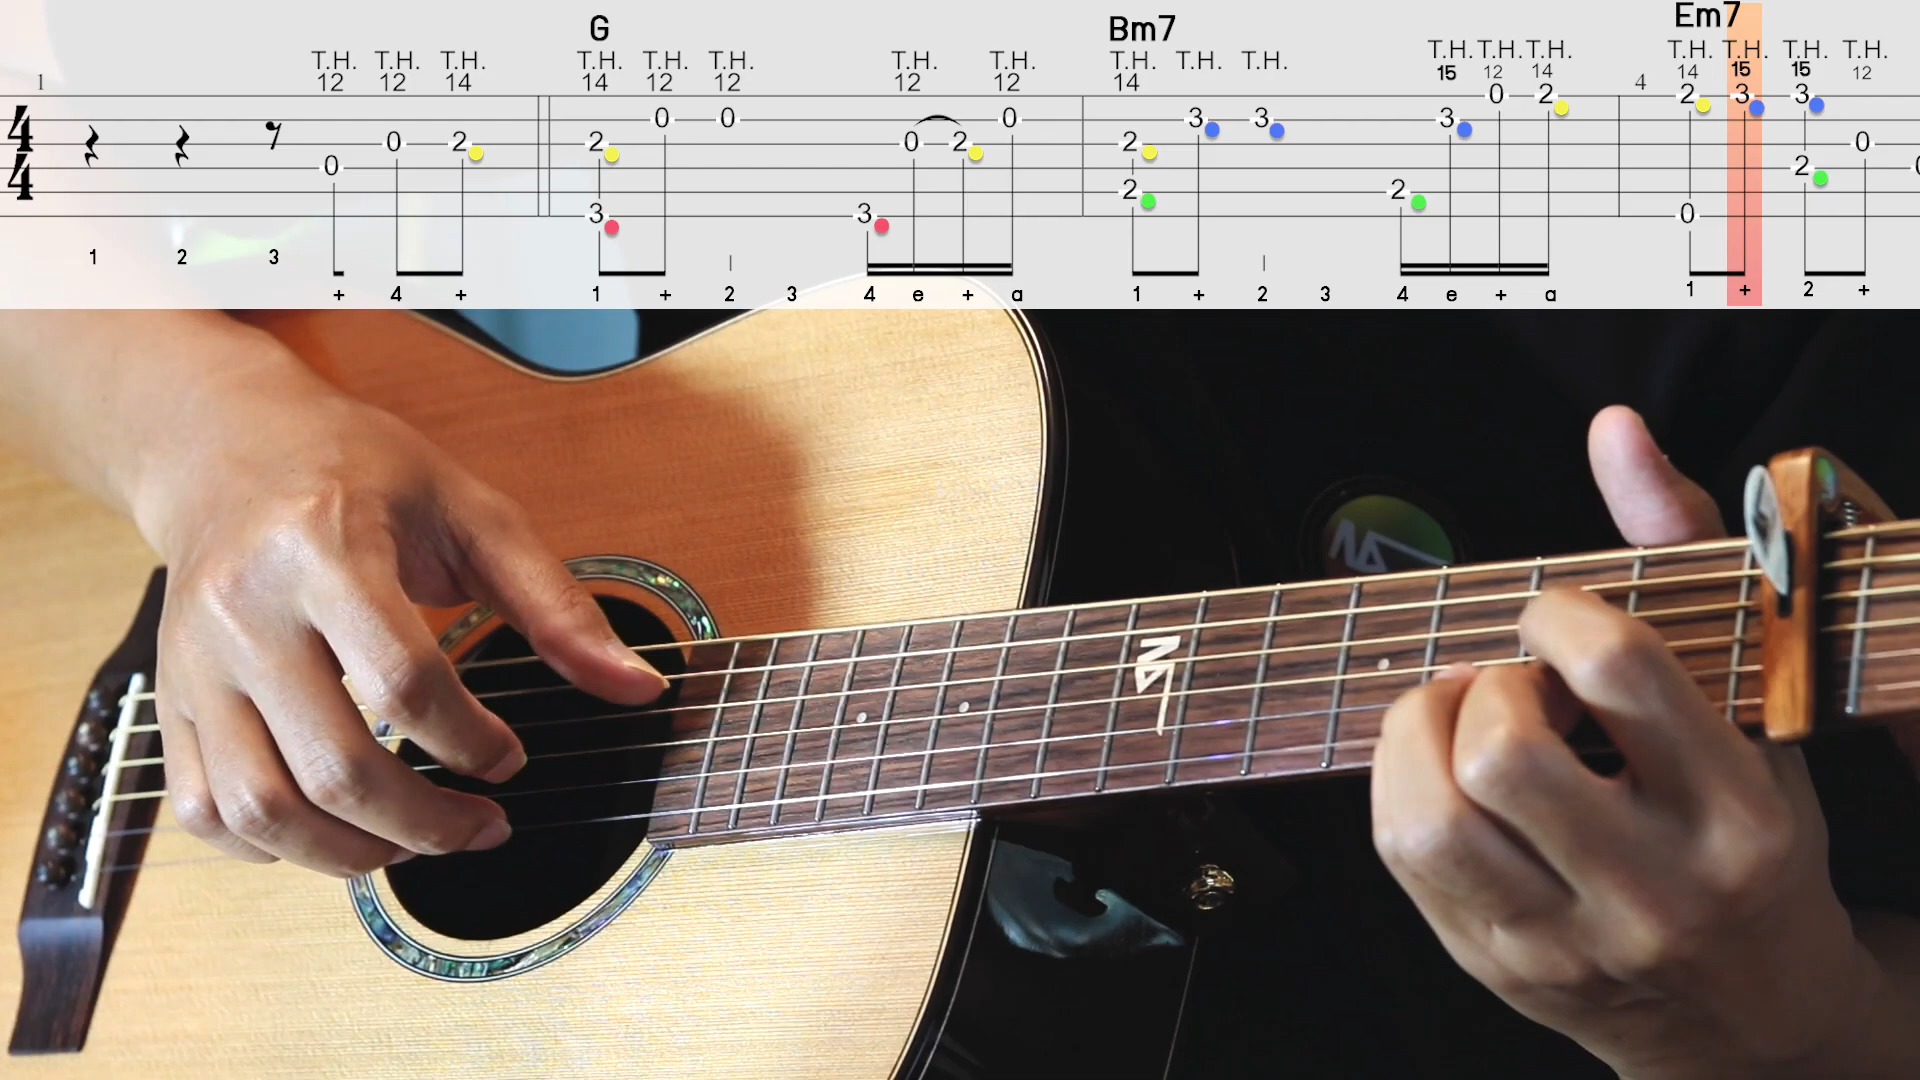 G Bm7 Em7
T.H. T.H. T.H. T.H. T.H. T.H. T.H. T.H. T.H. T.H. T.H. T.H. T.H. T.H. T.H. T.H. T.H. T.H.
1 12 12 14 14 12 12 12 12 14 15 12 14 4 14 15 15 12
0 2 2 3 3
0 0 0 3 3 3
4 0 2 2 0 2 2 0
0 2
4 2 2
3 3 0
1 2 3
+ 4 + 1 + 2 3 4 e + a 1 + 2 3 4 e + a 1 + 2 +